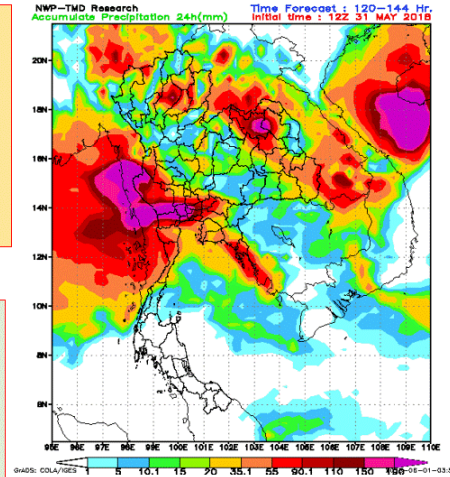 NWP-TMD Research
Time Forecast : 120-144 Hr.
Accumulate Precipitation 24h(mm)
Initial time : 12Z 31 MAY 2018
20N
18N
16N
14N
12N
10N
8N
6N
95E 96E 97E 98E 99E 100E 101E 102E 103E 104E 105E 106E 107E 108E 109E 110E
GrADS: COLA/IGES
1 5 10.1 15 20 35.1 55 90.1 110 150